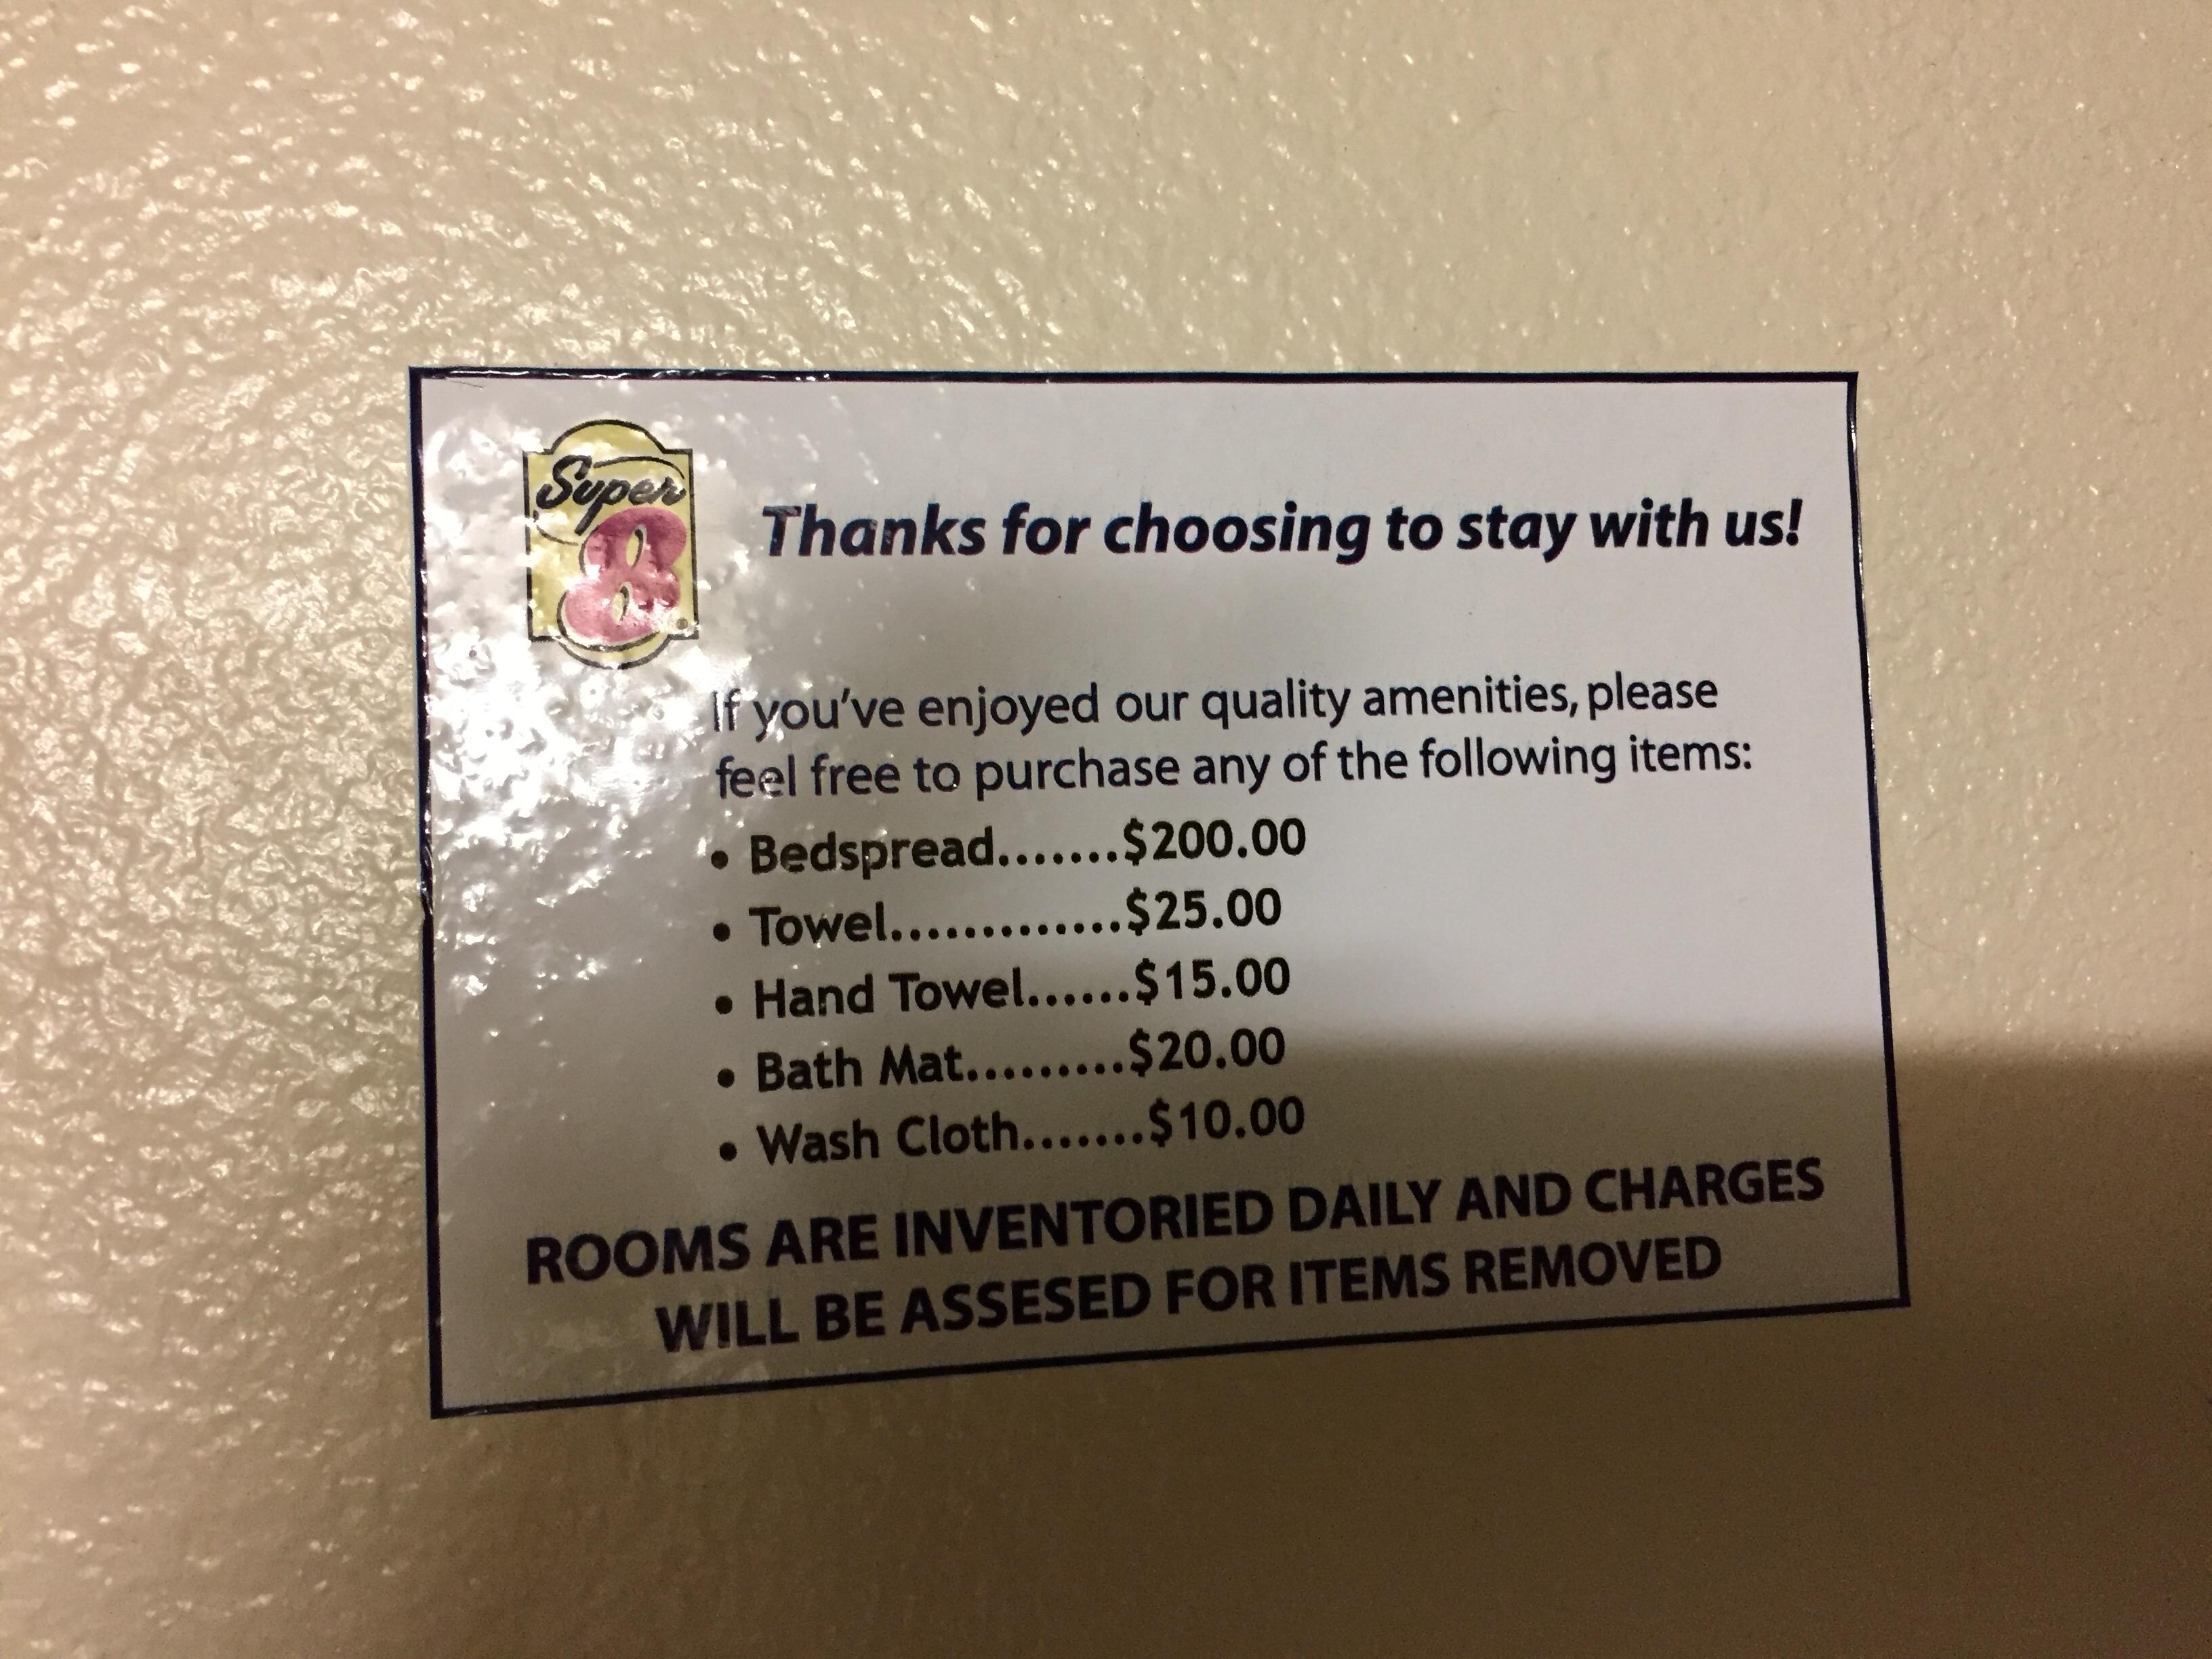 Super
8
Thanks for choosing to stay with us!
If you've enjoyed our quality amenities, please
feel free to purchase any of the following items:
• Bedspread.......$200.00
• Towel.............$25.00
• Hand Towel......$15.00
• Bath Mat.........$20.00
• Wash Cloth.......$10.00
ROOMS ARE INVENTORIED DAILY AND CHARGES
WILL BE ASSESED FOR ITEMS REMOVED